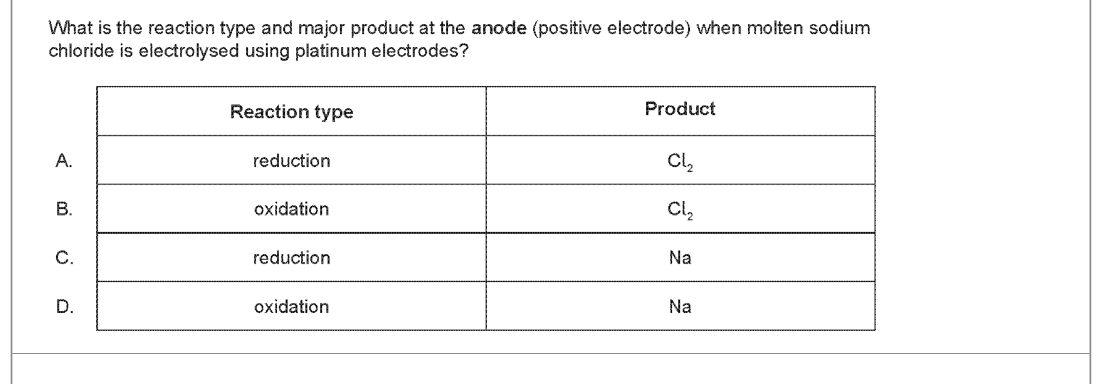 What is the reaction type and major product at the anode (positive electrode) when molten sodium
chloride is electrolysed using platinum electrodes?
Reaction type Product
A. reduction Cl₂
B. oxidation Cl₂
C. reduction Na
D. oxidation Na